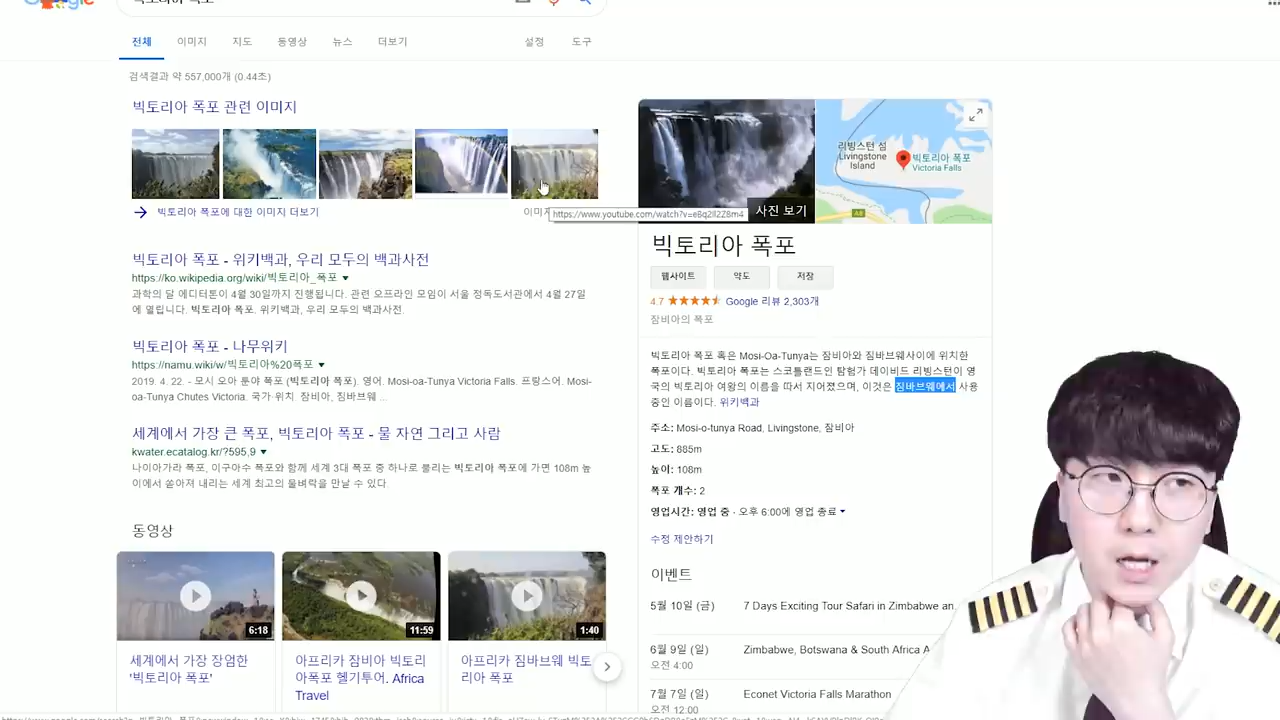 전체
이미지
지도
동영상
뉴스
더보기
설정
도구
검색결과 약 557,000개 (0.44초)
빅토리아 폭포 관련 이미지
빅토리아 폭포에 대한 이미지 더보기
https://www.youtube.com/watch?v=eBq2ll2Z8m4
빅토리아 폭포 - 위키백과, 우리 모두의 백과사전
https://ko.wikipedia.org/wiki/빅토리아_폭포
과학의 달 에디터톤이 4월 30일까지 진행됩니다. 관련 오프라인 모임이 서울 정독도서관에서 4월 27일
에 열립니다. 빅토리아 폭포. 위키백과, 우리 모두의 백과사전.
빅토리아 폭포 - 나무위키
https://namu.wiki/w/빅토리아%20폭포
2019. 4. 22. - 모시 오아 툰야 폭포 (빅토리아 폭포). 영어. Mosi-oa-Tunya Victoria Falls. 프랑스어. Mosi-
oa-Tunya Chutes Victoria. 국가·위치. 잠비아, 짐바브웨 ...
세계에서 가장 큰 폭포, 빅토리아 폭포 - 물 자연 그리고 사람
kwater.ecatalog.kr/?595,9
나이아가라 폭포, 이구아수 폭포와 함께 세계 3대 폭포 중 하나로 불리는 빅토리아 폭포에 가면 108m 높
이에서 쏟아져 내리는 세계 최고의 물벼락을 만날 수 있다.
동영상
6:18
11:59
1:40
세계에서 가장 장엄한
'빅토리아 폭포'
아프리카 잠비아 빅토리
아폭포 헬기투어. Africa
Travel
아프리카 짐바브웨 빅토
리아 폭포
리빙스턴 섬
Livingstone
Island
빅토리아 폭포
Victoria Falls
사진 보기
빅토리아 폭포
웹사이트
약도
저장
4.7 Google 리뷰 2,303개
잠비아의 폭포
빅토리아 폭포 혹은 Mosi-Oa-Tunya는 잠비아와 짐바브웨사이에 위치한
폭포이다. 빅토리아 폭포는 스코틀랜드인 탐험가 데이비드 리빙스턴이 영
국의 빅토리아 여왕의 이름을 따서 지어졌으며, 이것은 짐바브웨에서 사용
중인 이름이다. 위키백과
주소: Mosi-o-tunya Road, Livingstone, 잠비아
고도: 885m
높이: 108m
폭포 개수: 2
영업시간: 영업 중 · 오후 6:00에 영업 종료
수정 제안하기
이벤트
5월 10일 (금)
7 Days Exciting Tour Safari in Zimbabwe an
6월 9일 (일)
오전 4:00
Zimbabwe, Botswana & South Africa A
7월 7일 (일)
오전 12:00
Econet Victoria Falls Marathon